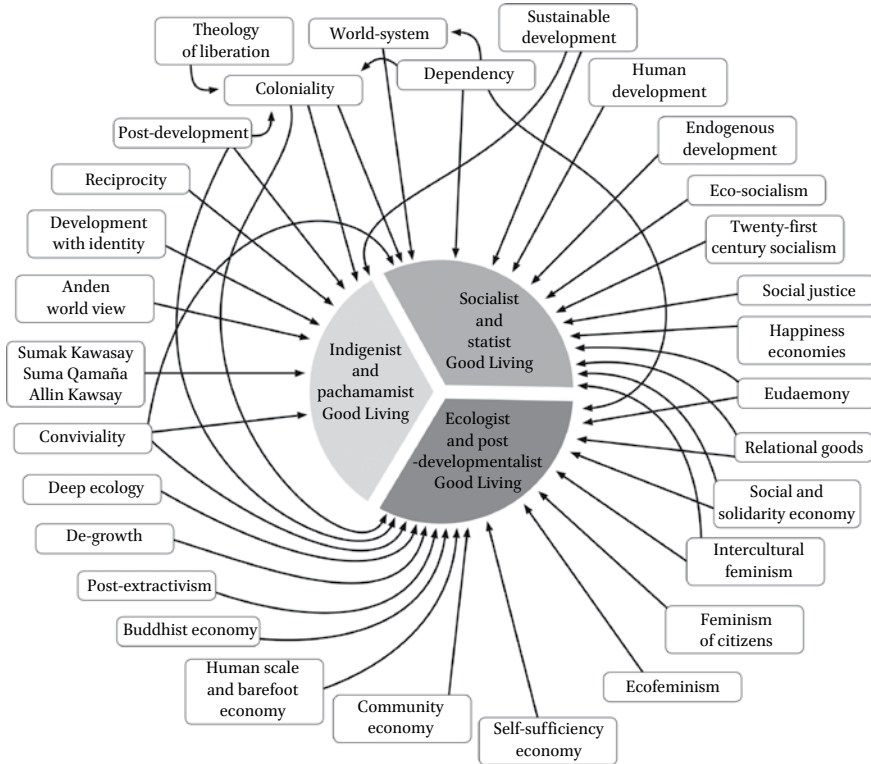 Theology
of liberation
World-system
Sustainable
development
Coloniality
Dependency
Human
development
Post-development
Endogenous
development
Reciprocity
Eco-socialism
Development
with identity
Twenty-first
century socialism
Anden
world view
Social justice
Happiness
economies
Sumak Kawasay
Suma Qamaña
Allin Kawsay
Eudaemony
Conviviality
Relational goods
Deep ecology
Social and
solidarity economy
De-growth
Intercultural
feminism
Post-extractivism
Feminism
of citizens
Buddhist economy
Human scale
and barefoot
economy
Ecofeminism
Community
economy
Self-sufficiency
economy
Socialist
and
statist
Good Living
Indigenist
and
pachamamist
Good Living
Ecologist
and post
-developmentalist
Good Living